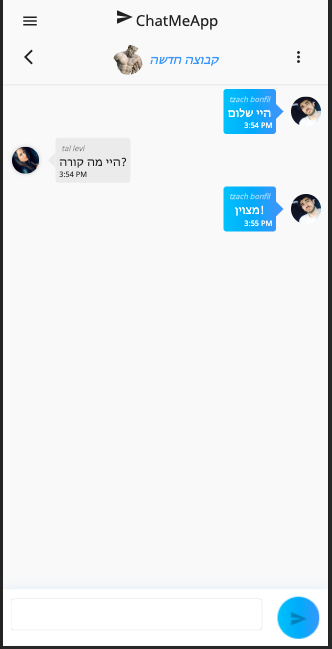 ChatMeApp
קבוצה חדשה
tzach bonfil
היי שלום
3:54 PM
tal levi
היי מה קורה?
3:54 PM
tzach bonfil
מצוין!
3:55 PM